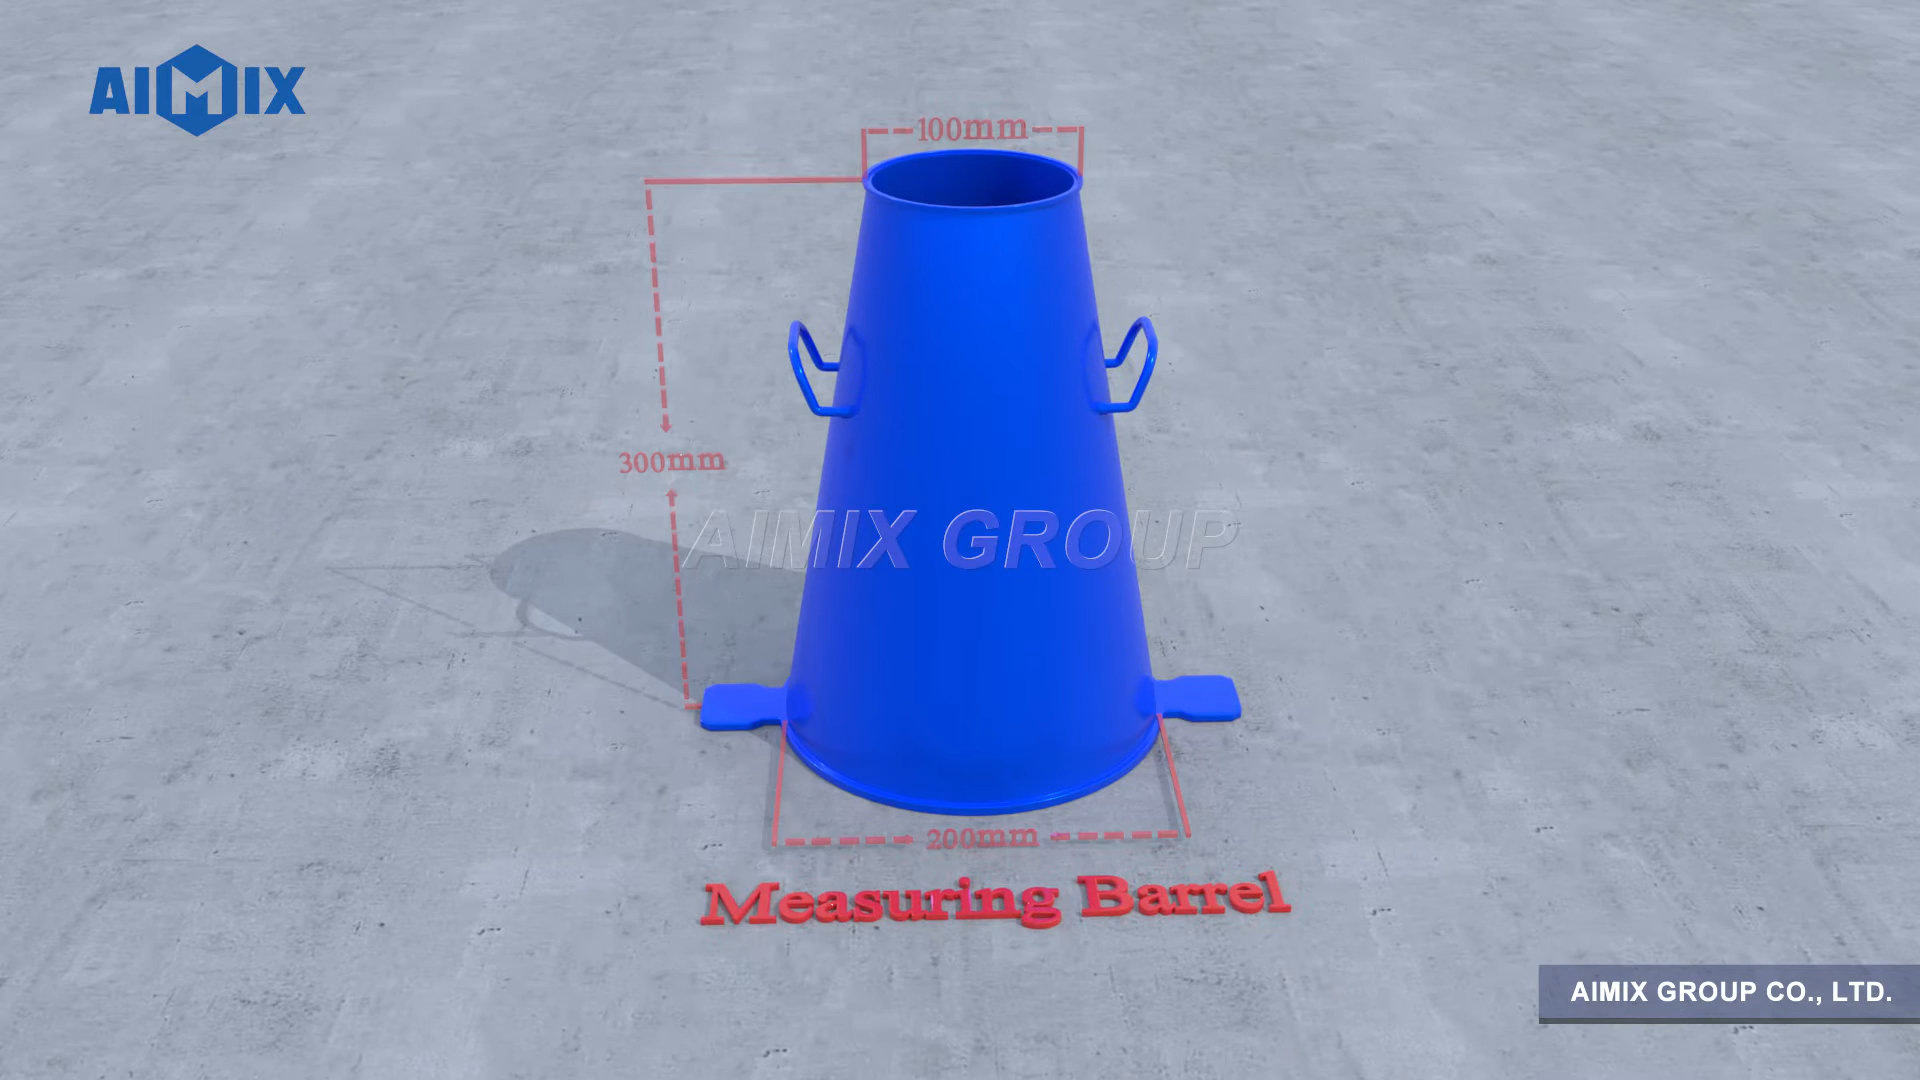 AIMIX
100mm
300mm
AIMIX GROUP
200mm
Measuring Barrel
AIMIX GROUP CO., LTD.